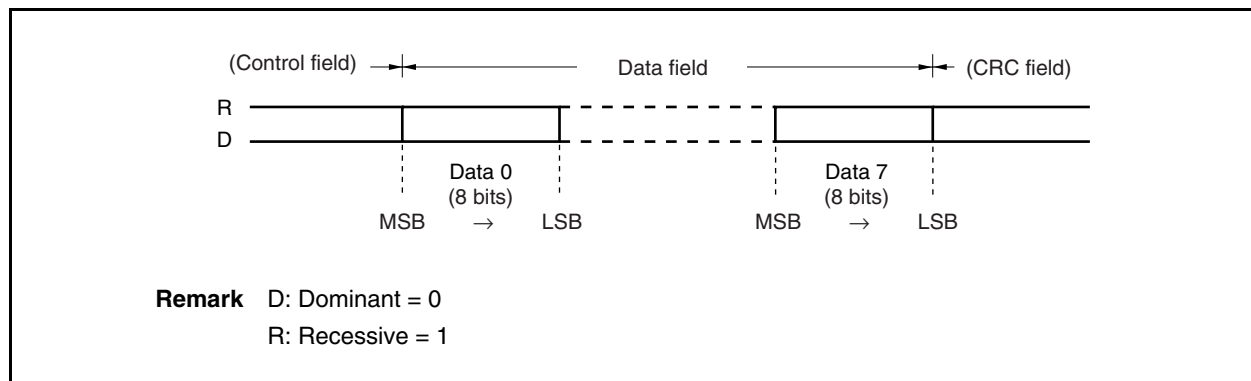 (Control field) Data field (CRC field)
R
D
Data 0 Data 7
(8 bits) (8 bits)
MSB → LSB MSB → LSB
Remark D: Dominant = 0
R: Recessive = 1